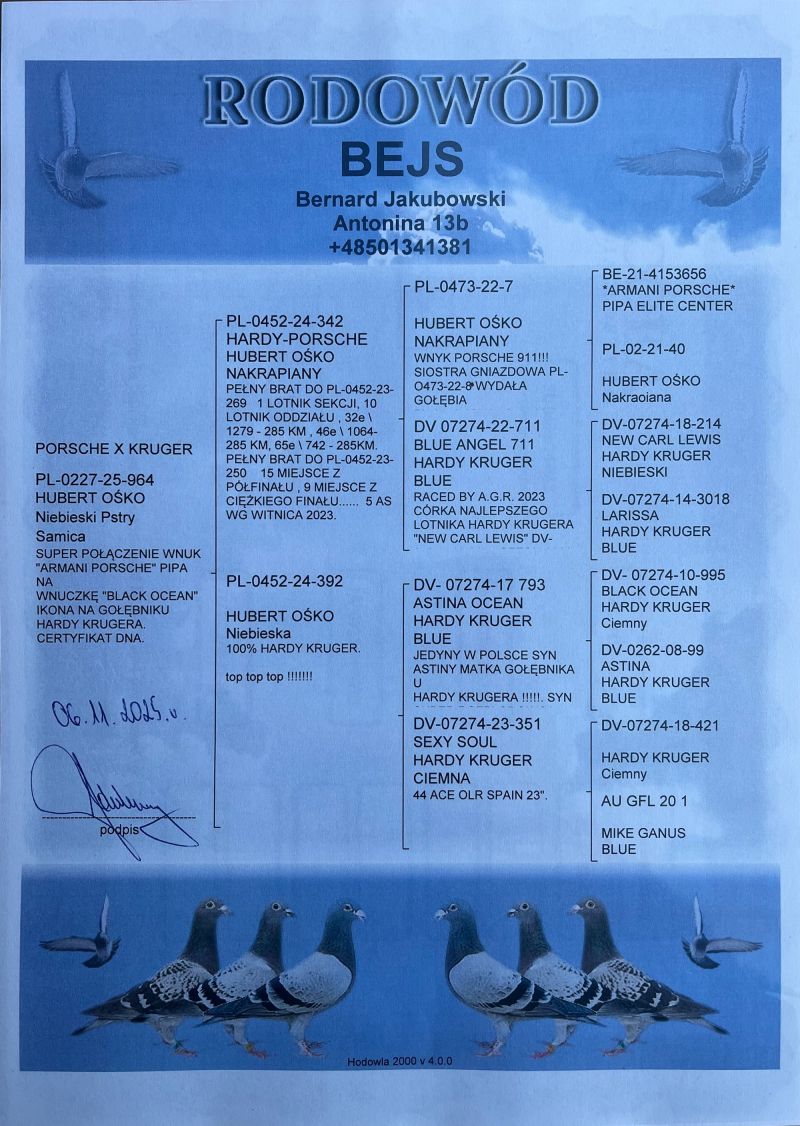 RODOWÓD
BEJS
Bernard Jakubowski
Antonina 13b
+48501341381
PORSCHE X KRUGER
PL-0227-25-964
HUBERT OŚKO
Niebieski Pstry
Samica
SUPER POŁĄCZENIE WNUK
"ARMANI PORSCHE" PIPA
NA
WNUCZKĘ "BLACK OCEAN"
IKONA NA GOŁĘBNIKU
HARDY KRUGERA.
CERTYFIKAT DNA.
06.11.2025.r.
podpis
PL-0452-24-342
HARDY-PORSCHE
HUBERT OŚKO
NAKRAPIANY
PEŁNY BRAT DO PL-0452-23-
269 1 LOTNIK SEKCJI, 10
LOTNIK ODDZIAŁU , 32e \
1279 - 285 KM , 46e \ 1064-
285 KM, 65e \ 742 - 285KM.
PEŁNY BRAT DO PL-0452-23-
250 15 MIEJSCE Z
PÓŁFINAŁU , 9 MIEJSCE Z
CIĘŻKIEGO FINAŁU...... 5 AS
WG WITNICA 2023.
PL-0452-24-392
HUBERT OŚKO
Niebieska
100% HARDY KRUGER.
top top top !!!!!!!
PL-0473-22-7
HUBERT OŚKO
NAKRAPIANY
WNYK PORSCHE 911!!!
SIOSTRA GNIAZDOWA PL-
O473-22-8*WYDAŁA
GOŁĘBIA
DV 07274-22-711
BLUE ANGEL 711
HARDY KRUGER
BLUE
RACED BY A.G.R. 2023
CÓRKA NAJLEPSZEGO
LOTNIKA HARDY KRUGERA
"NEW CARL LEWIS" DV-
DV- 07274-17 793
ASTINA OCEAN
HARDY KRUGER
BLUE
JEDYNY W POLSCE SYN
ASTINY MATKA GOŁĘBNIKA
U
HARDY KRUGERA !!!!!. SYN
DV-07274-23-351
SEXY SOUL
HARDY KRUGER
CIEMNA
44 ACE OLR SPAIN 23".
BE-21-4153656
*ARMANI PORSCHE*
PIPA ELITE CENTER
PL-02-21-40
HUBERT OŚKO
Nakraoiana
DV-07274-18-214
NEW CARL LEWIS
HARDY KRUGER
NIEBIESKI
DV-07274-14-3018
LARISSA
HARDY KRUGER
BLUE
DV- 07274-10-995
BLACK OCEAN
HARDY KRUGER
Ciemny
DV-0262-08-99
ASTINA
HARDY KRUGER
BLUE
DV-07274-18-421
HARDY KRUGER
Ciemny
AU GFL 20 1
MIKE GANUS
BLUE
Hodowla 2000 v 4.0.0